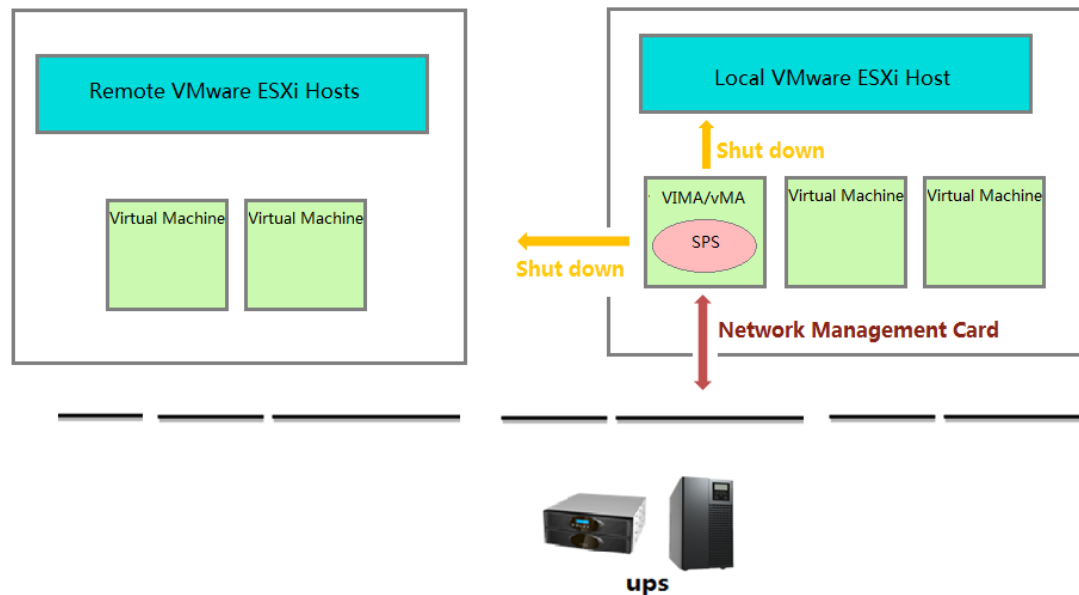 Remote VMware ESXi Hosts
Local VMware ESXi Host
Shut down
Virtual Machine
Virtual Machine
VIMA/vMA
SPS
Virtual Machine
Virtual Machine
Shut down
Network Management Card
ups